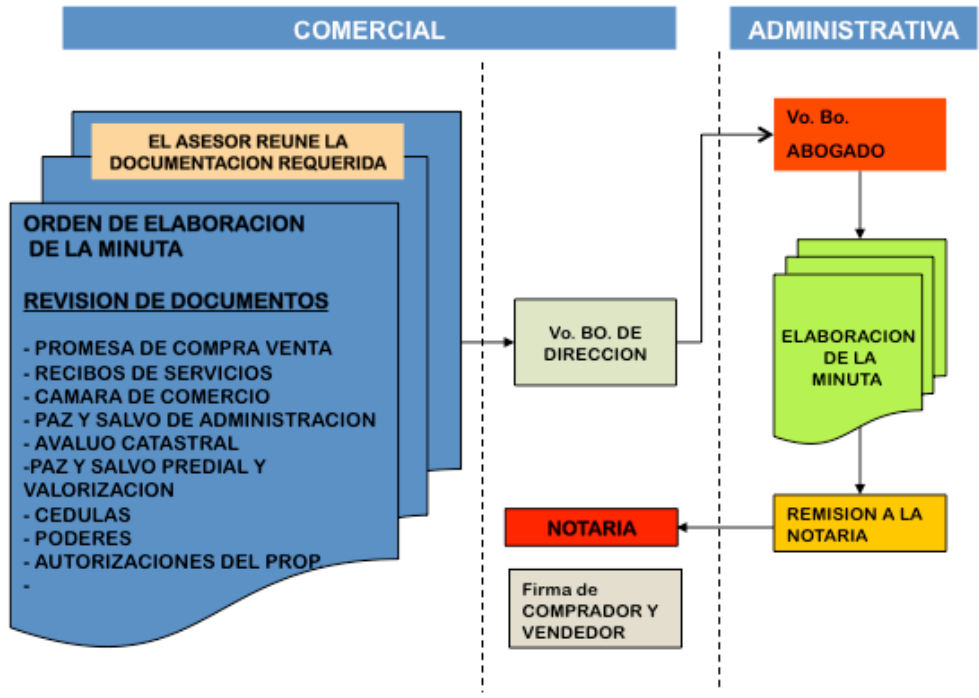 COMERCIAL
ADMINISTRATIVA
EL ASESOR REUNE LA
DOCUMENTACION REQUERIDA
ORDEN DE ELABORACION
DE LA MINUTA
REVISION DE DOCUMENTOS
- PROMESA DE COMPRA VENTA
- RECIBOS DE SERVICIOS
- CAMARA DE COMERCIO
- PAZ Y SALVO DE ADMINISTRACION
- AVALUO CATASTRAL
-PAZ Y SALVO PREDIAL Y
VALORIZACION
- CEDULAS
- PODERES
- AUTORIZACIONES DEL PROP.
-
Vo. BO. DE
DIRECCION
Vo. Bo.
ABOGADO
ELABORACION
DE LA
MINUTA
REMISION A LA
NOTARIA
NOTARIA
Firma de
COMPRADOR Y
VENDEDOR